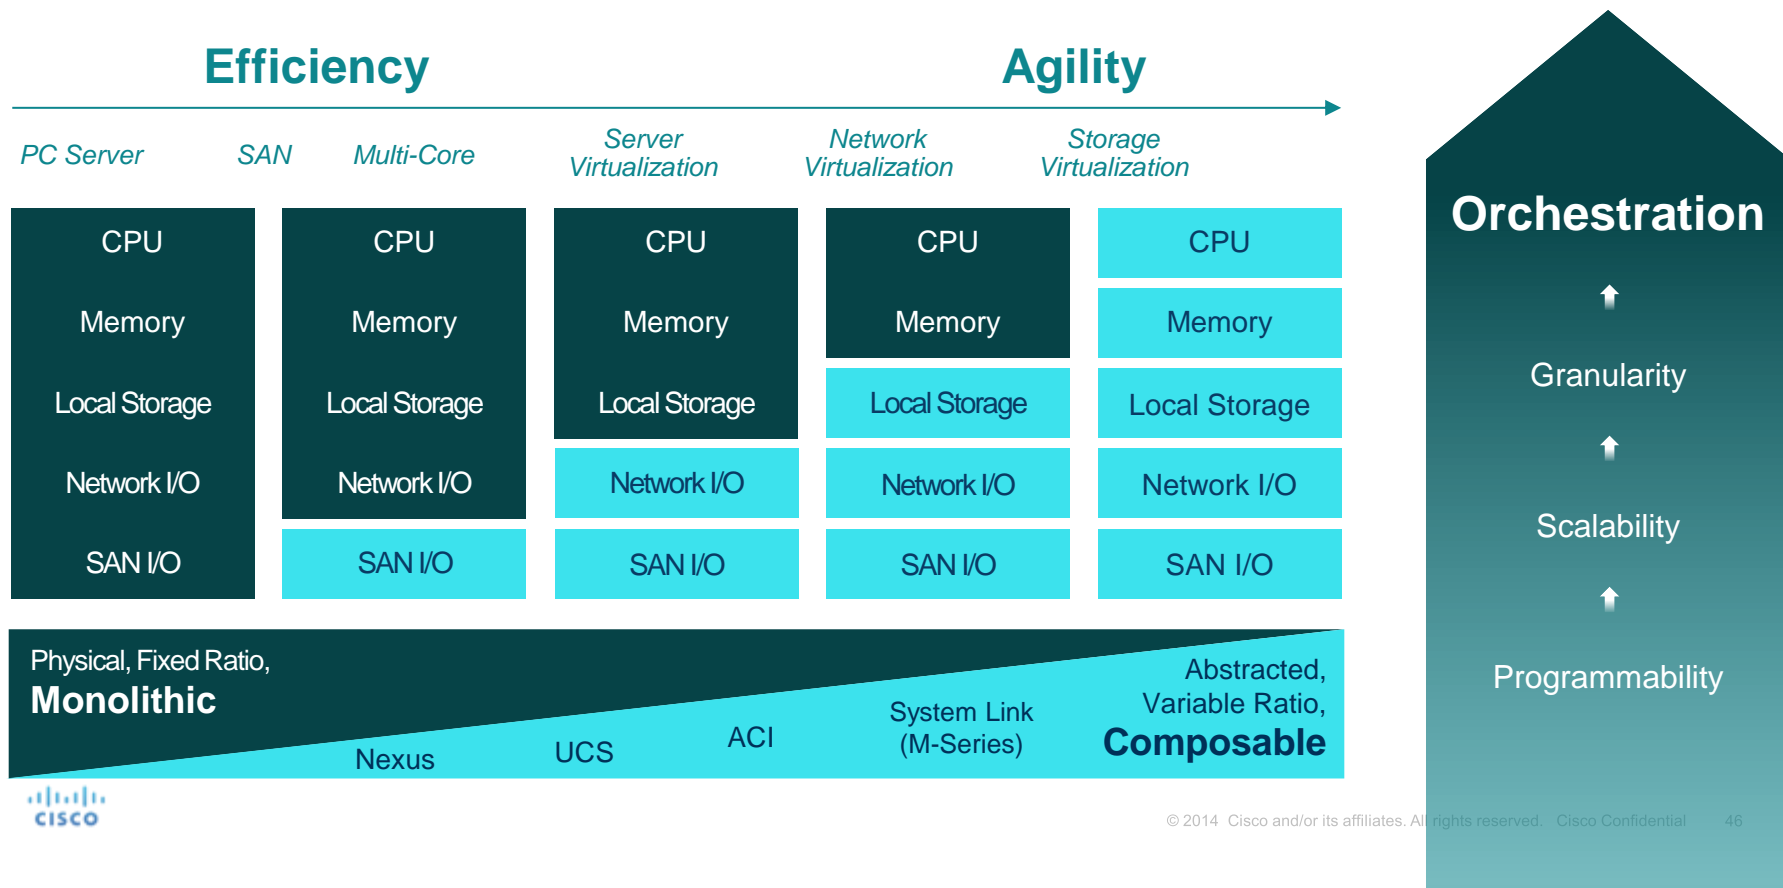 Efficiency
Agility
PC Server
SAN
Multi-Core
Server
Virtualization
Network
Virtualization
Storage
Virtualization
CPU
Memory
Local Storage
Network I/O
SAN I/O
CPU
Memory
Local Storage
Network I/O
SAN I/O
CPU
Memory
Local Storage
Network I/O
SAN I/O
CPU
Memory
Local Storage
Network I/O
SAN I/O
CPU
Memory
Local Storage
Network I/O
SAN I/O
Physical, Fixed Ratio,
Monolithic
Nexus
UCS
ACI
System Link
(M-Series)
Abstracted,
Variable Ratio,
Composable
Orchestration
Granularity
Scalability
Programmability
CISCO
© 2014 Cisco and/or its affiliates. All rights reserved. Cisco Confidential 46